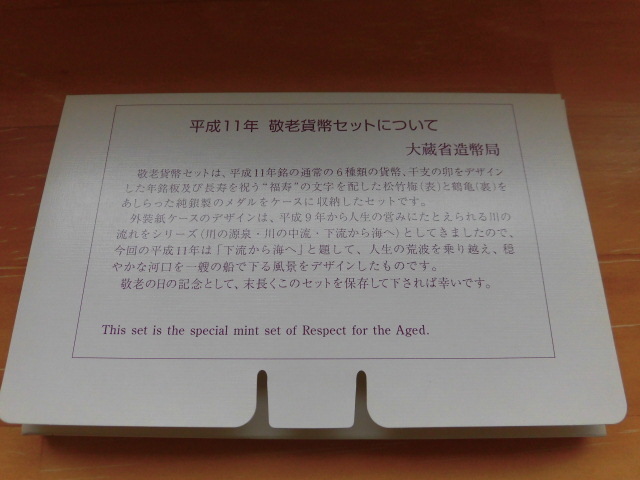 平成11年 敬老貨幣セットについて
大蔵省造幣局
敬老貨幣セットは、平成11年銘の通常の6種類の貨幣、干支の卯をデザイン
した年銘板及び長寿を祝う“福寿”の文字を配した松竹梅(表)と鶴亀(裏)を
あしらった純銀製のメダルをケースに収納したセットです。
外装紙ケースのデザインは、平成9年から人生の営みにたとえられる川の
流れをシリーズ(川の源泉・川の中流・下流から海へ)としてきましたので、
今回の平成11年は「下流から海へ」と題して、人生の荒波を乗り越え、穏
やかな河口を一艘の船で下る風景をデザインしたものです。
敬老の日の記念として、末長くこのセットを保存して下されば幸いです。
This set is the special mint set of Respect for the Aged.